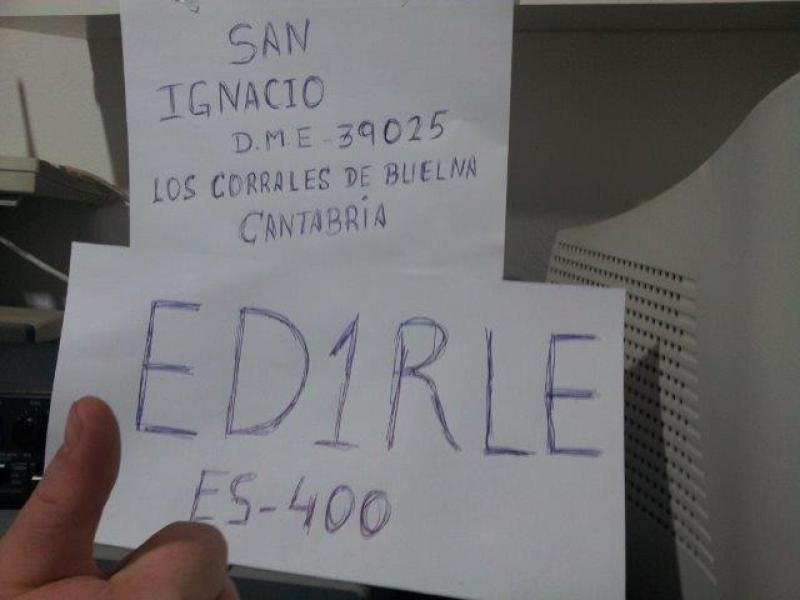 SAN
IGNACIO
D.M.E-39025
LOS CORRALES DE BUELNA
CANTABRIA
ED1RLE
ES-400